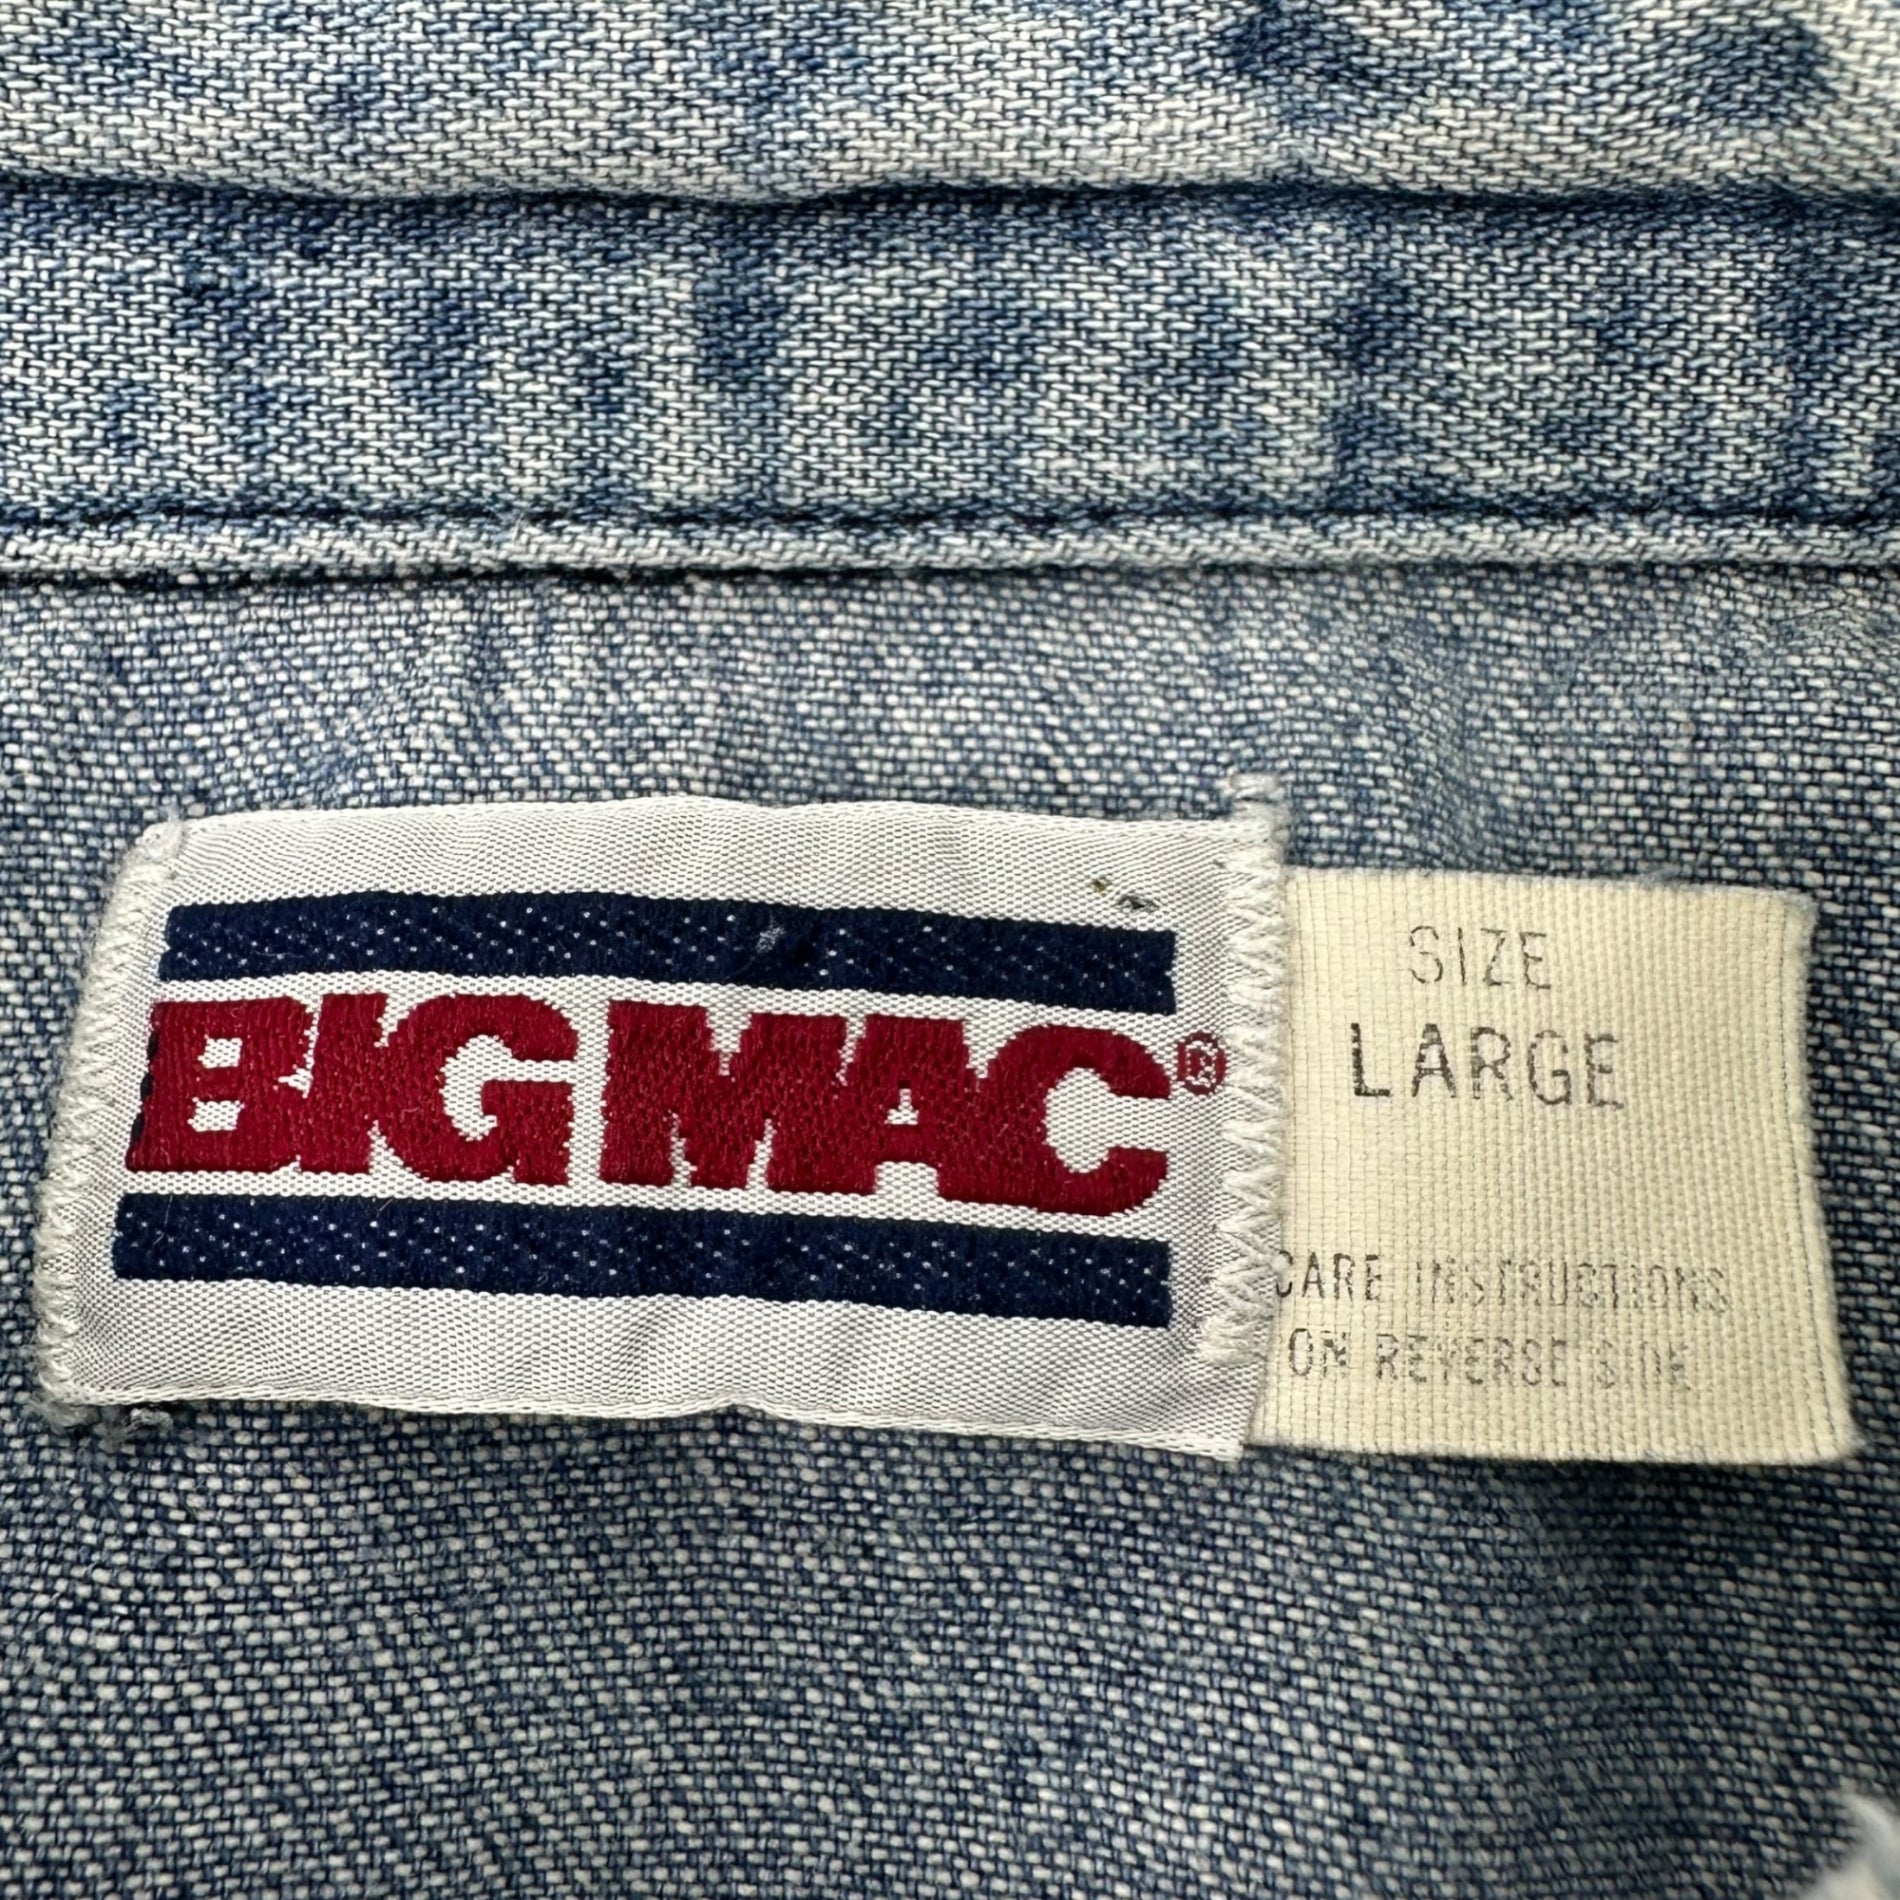 BIG MAC®
SIZE
LARGE
CARE INSTRUCTIONS
ON REVERSE SIDE